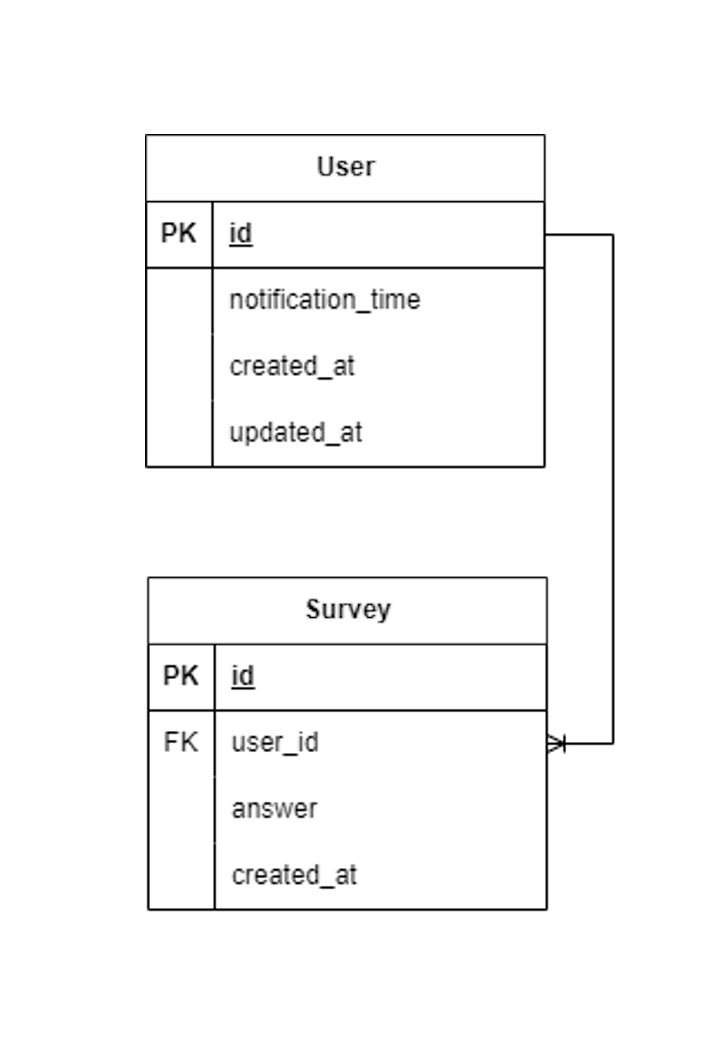 User
PK id
notification_time
created_at
updated_at
Survey
PK id
FK user_id
answer
created_at